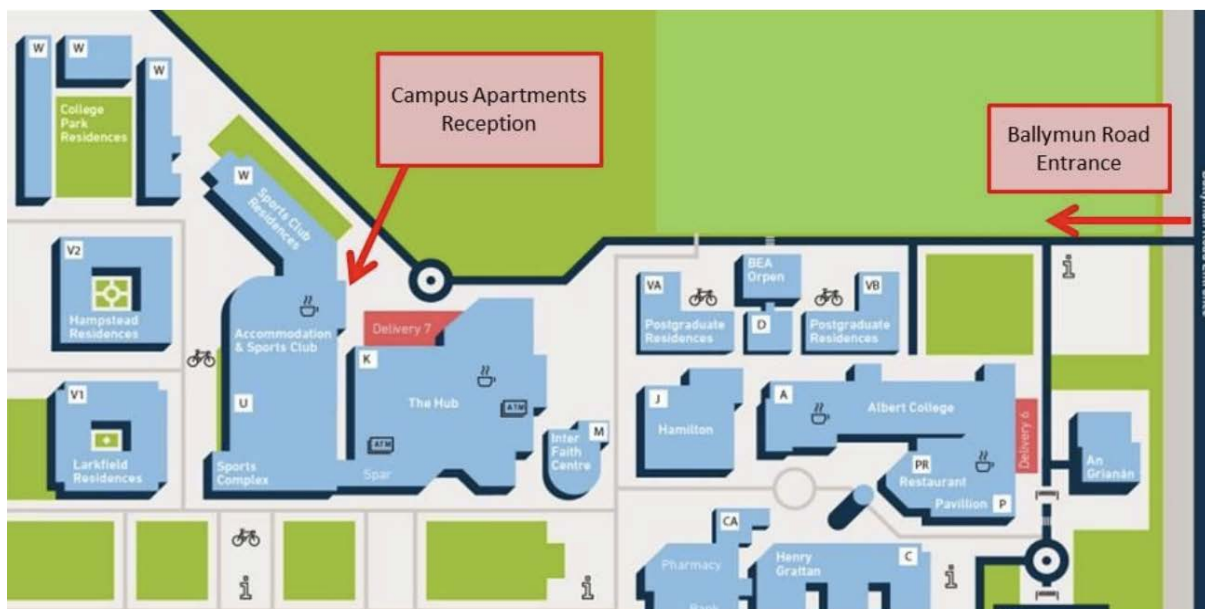 W
W
W
College
Park
Residences
Campus Apartments
Reception
Ballymun Road
Entrance
W
Sports Club
Residences
V2
Hampstead
Residences
Accommodation
& Sports Club
Delivery 7
K
The Hub
ATM
ATM
U
V1
Larkfield
Residences
Sports
Complex
Spar
Inter
Faith
Centre
M
VA
Postgraduate
Residences
BEA
Orpen
D
VB
Postgraduate
Residences
J
Hamilton
A
Albert College
Delivery 6
PR
Restaurant
Pavillion
P
An
Grianán
CA
Pharmacy
Bank
Henry
Grattan
C